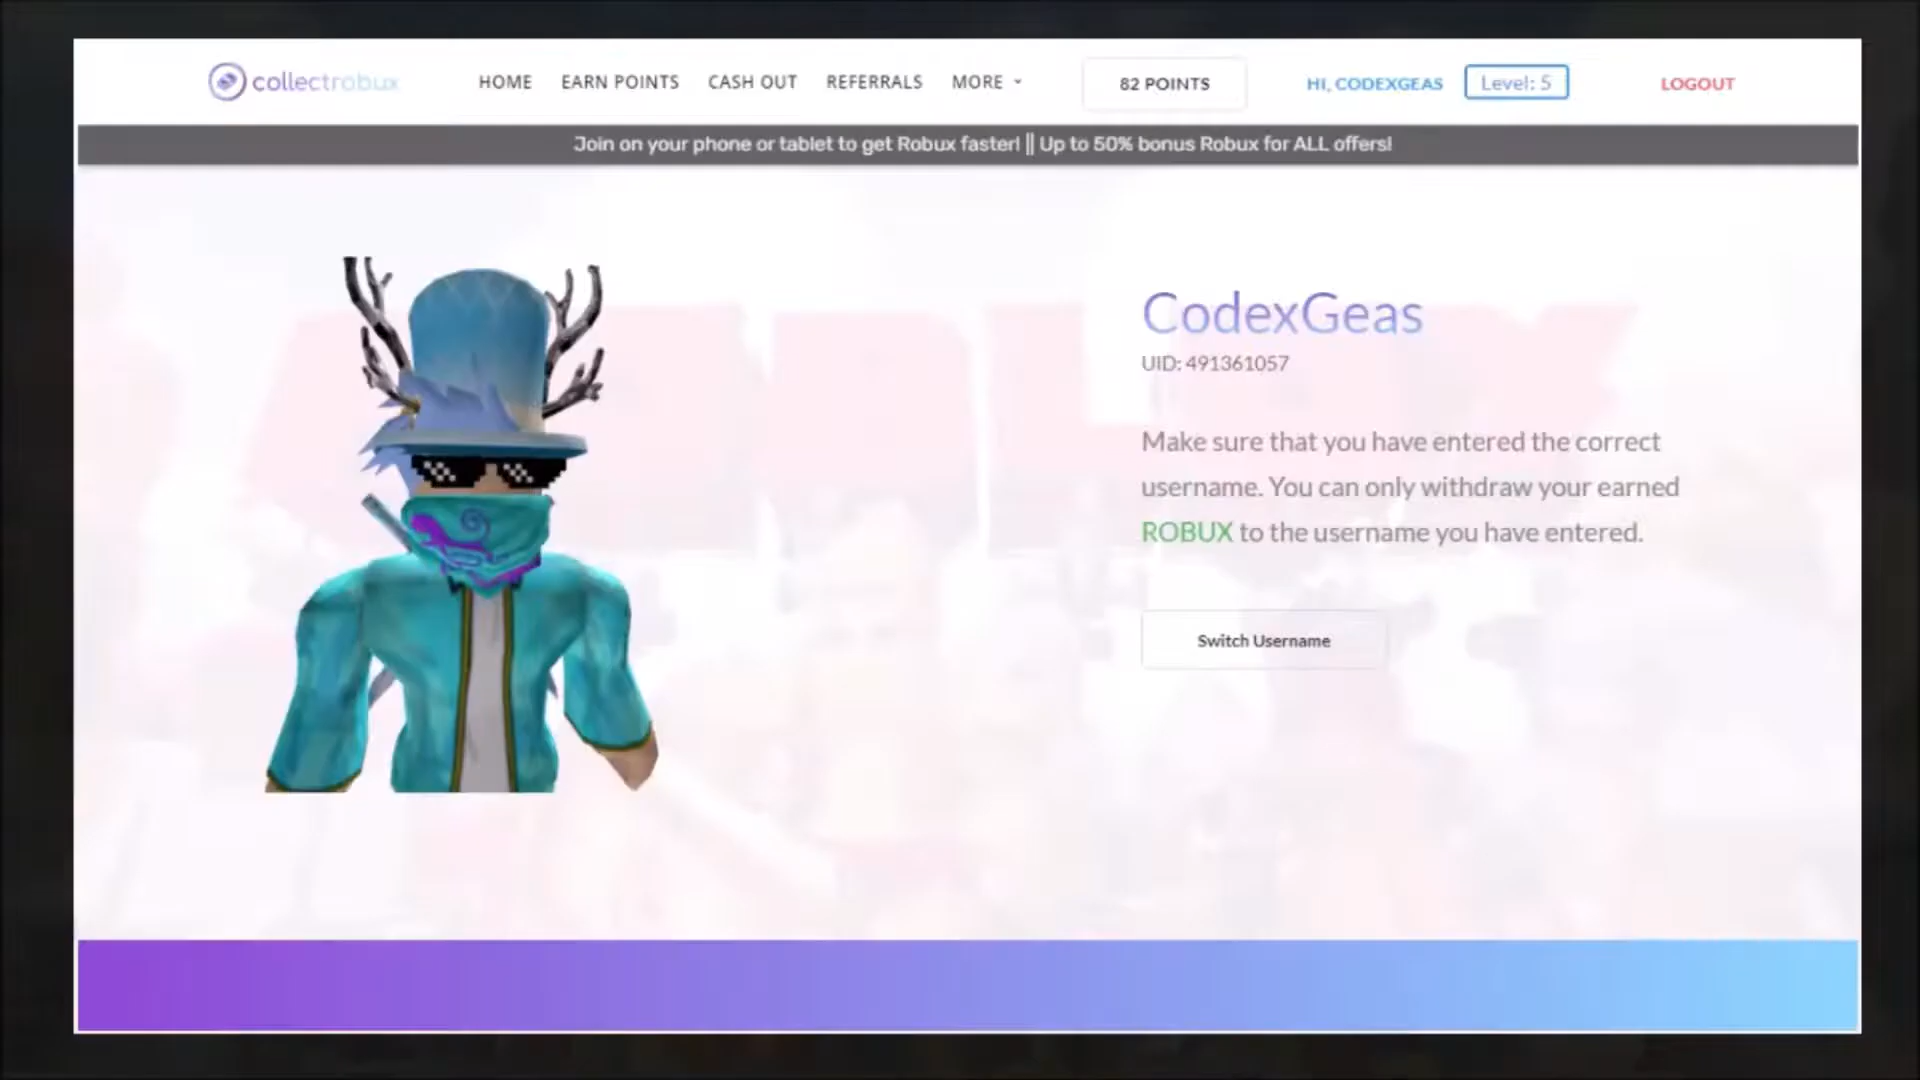 collectrobux
HOME
EARN POINTS
CASH OUT
REFERRALS
MORE
82 POINTS
HI, CODEXGEAS
Level: 5
LOGOUT
Join on your phone or tablet to get Robux faster! || Up to 50% bonus Robux for ALL offers!
CodexGeas
UID: 491361057
Make sure that you have entered the correct
username. You can only withdraw your earned
ROBUX to the username you have entered.
Switch Username